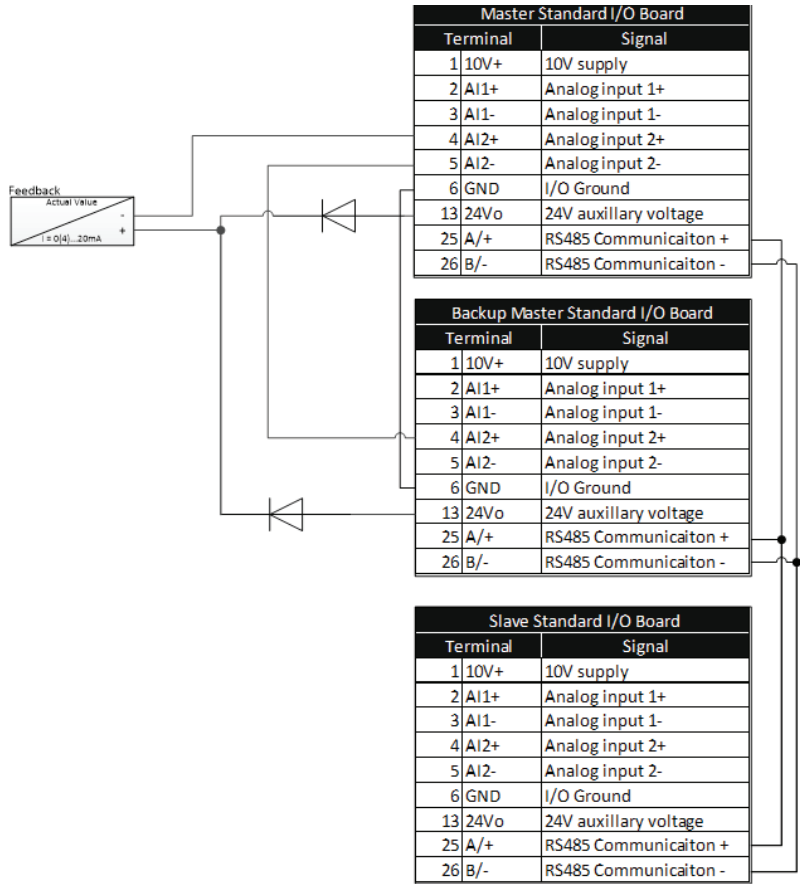 Master Standard I/O Board
Terminal Signal
1 10V+ 10V supply
2 AI1+ Analog input 1+
3 AI1- Analog input 1-
4 AI2+ Analog input 2+
5 AI2- Analog input 2-
6 GND I/O Ground
13 24Vo 24V auxillary voltage
25 A/+ RS485 Communicaiton +
26 B/- RS485 Communicaiton -
Feedback
Actual Value
-
+
I = 0(4)...20mA
Backup Master Standard I/O Board
Terminal Signal
1 10V+ 10V supply
2 AI1+ Analog input 1+
3 AI1- Analog input 1-
4 AI2+ Analog input 2+
5 AI2- Analog input 2-
6 GND I/O Ground
13 24Vo 24V auxillary voltage
25 A/+ RS485 Communicaiton +
26 B/- RS485 Communicaiton -
Slave Standard I/O Board
Terminal Signal
1 10V+ 10V supply
2 AI1+ Analog input 1+
3 AI1- Analog input 1-
4 AI2+ Analog input 2+
5 AI2- Analog input 2-
6 GND I/O Ground
13 24Vo 24V auxillary voltage
25 A/+ RS485 Communicaiton +
26 B/- RS485 Communicaiton -